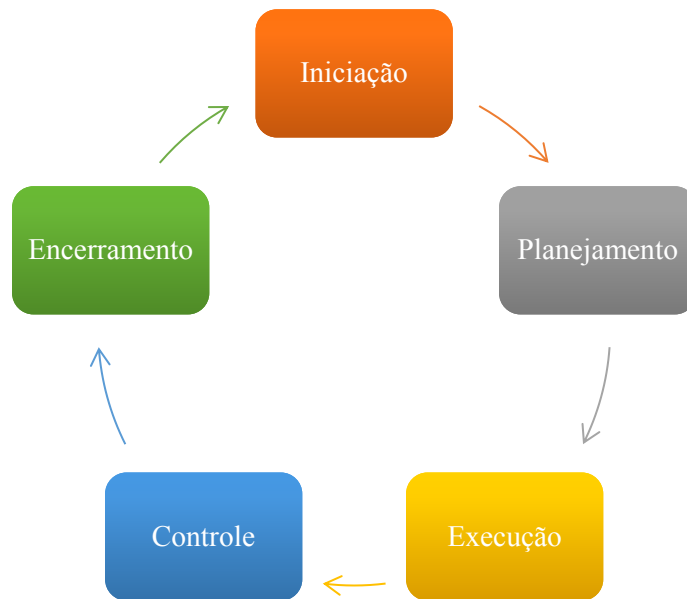 Iniciação
Planejamento
Execução
Controle
Encerramento